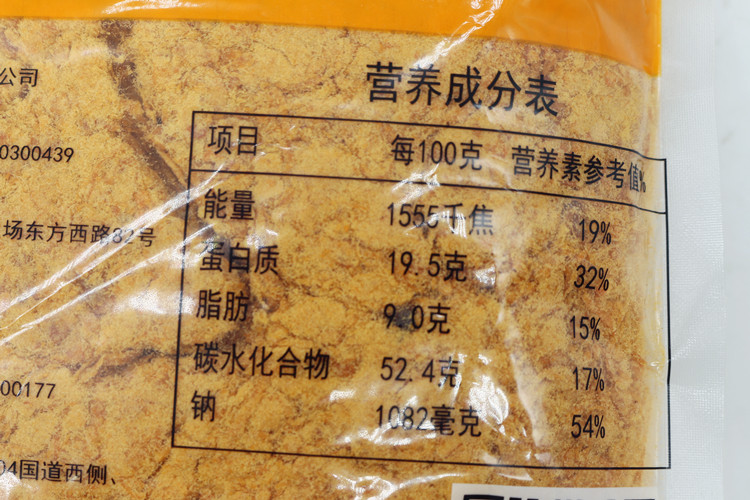 营养成分表
项目 每100克 营养素参考值%
能量 1555千焦 19%
蛋白质 19.5克 32%
脂肪 9.0克 15%
碳水化合物 52.4克 17%
钠 1082毫克 54%
公司
0300439
场东方西路82号
00177
04国道西侧、